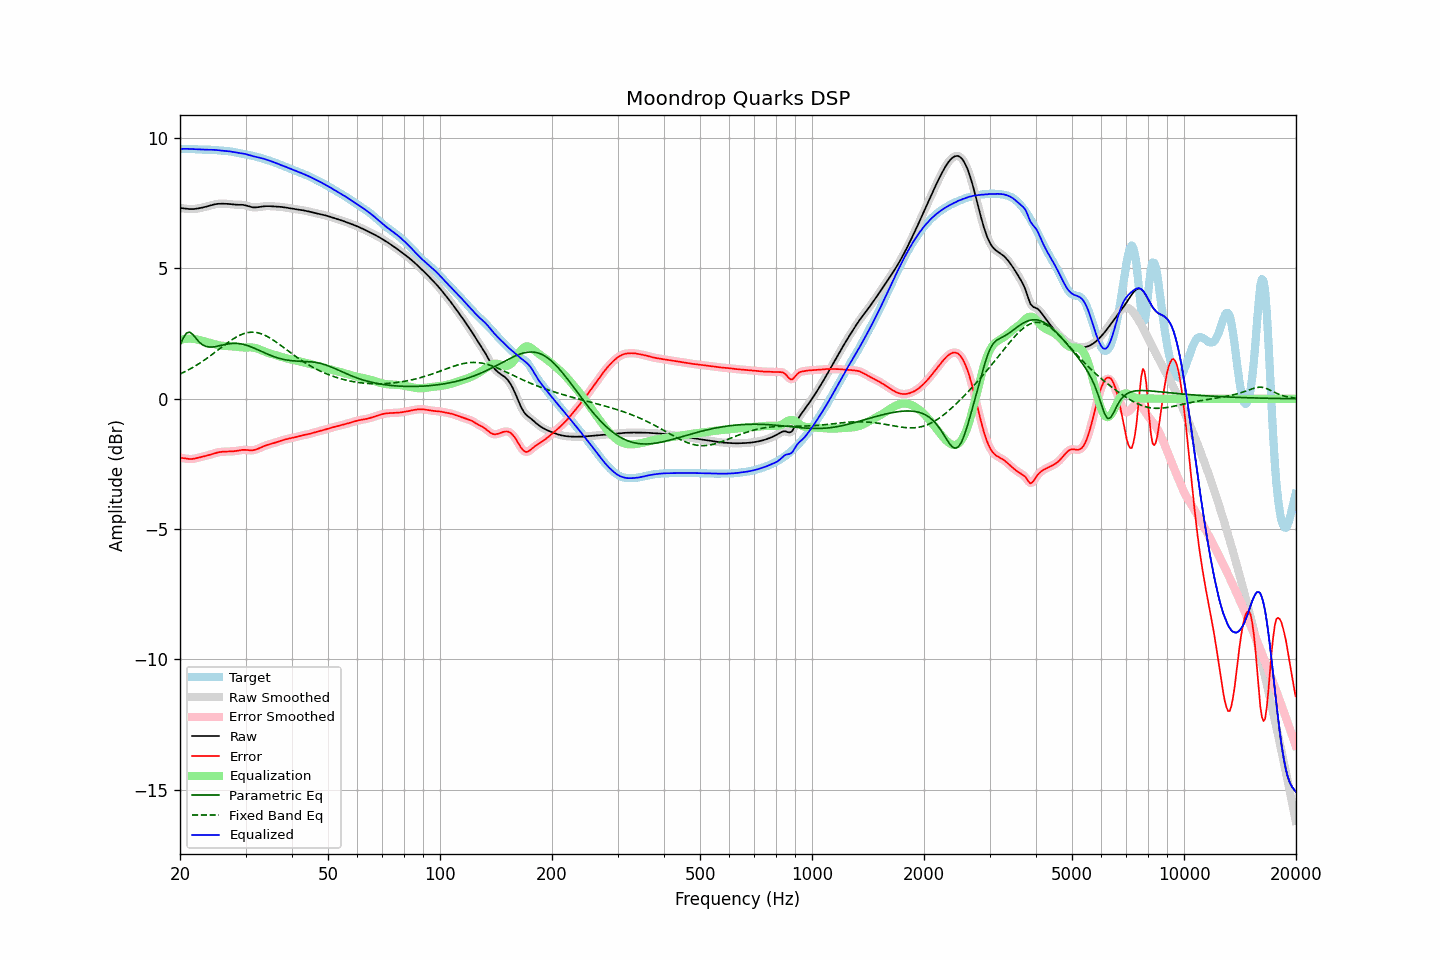 Moondrop Quarks DSP
Amplitude (dBr)
10
5
0
−5
−10
−15
Target
Raw Smoothed
Error Smoothed
Raw
Error
Equalization
Parametric Eq
Fixed Band Eq
Equalized
20 50 100 200 500 1000 2000 5000 10000 20000
Frequency (Hz)